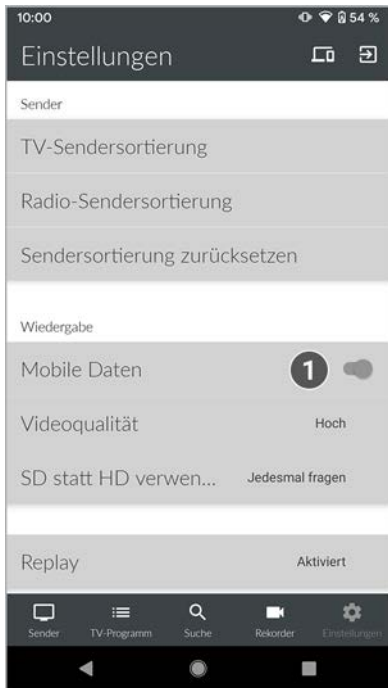 10:00 54 %
Einstellungen
Sender
TV-Sendersortierung
Radio-Sendersortierung
Sendersortierung zurücksetzen
Wiedergabe
Mobile Daten 1
Videoqualität Hoch
SD statt HD verwen... Jedesmal fragen
Replay Aktiviert
Sender TV-Programm Suche Rekorder Einstellungen